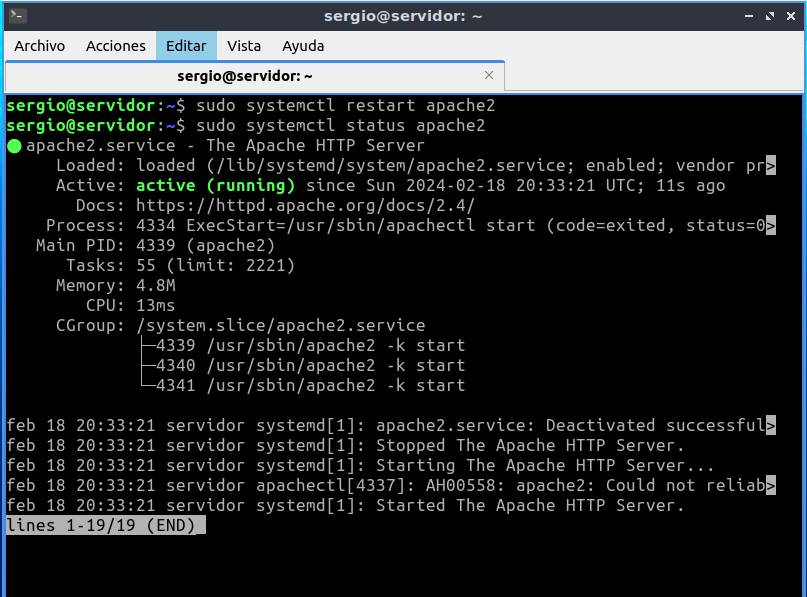 sergio@servidor: ~
Archivo Acciones Editar Vista Ayuda
sergio@servidor: ~
sergio@servidor:~$ sudo systemctl restart apache2
sergio@servidor:~$ sudo systemctl status apache2
● apache2.service - The Apache HTTP Server
     Loaded: loaded (/lib/systemd/system/apache2.service; enabled; vendor pr>
     Active: active (running) since Sun 2024-02-18 20:33:21 UTC; 11s ago
       Docs: https://httpd.apache.org/docs/2.4/
    Process: 4334 ExecStart=/usr/sbin/apachectl start (code=exited, status=0>
   Main PID: 4339 (apache2)
      Tasks: 55 (limit: 2221)
     Memory: 4.8M
        CPU: 13ms
     CGroup: /system.slice/apache2.service
             ├─4339 /usr/sbin/apache2 -k start
             ├─4340 /usr/sbin/apache2 -k start
             └─4341 /usr/sbin/apache2 -k start
feb 18 20:33:21 servidor systemd[1]: apache2.service: Deactivated successful>
feb 18 20:33:21 servidor systemd[1]: Stopped The Apache HTTP Server.
feb 18 20:33:21 servidor systemd[1]: Starting The Apache HTTP Server...
feb 18 20:33:21 servidor apachectl[4337]: AH00558: apache2: Could not reliab>
feb 18 20:33:21 servidor systemd[1]: Started The Apache HTTP Server.
lines 1-19/19 (END)